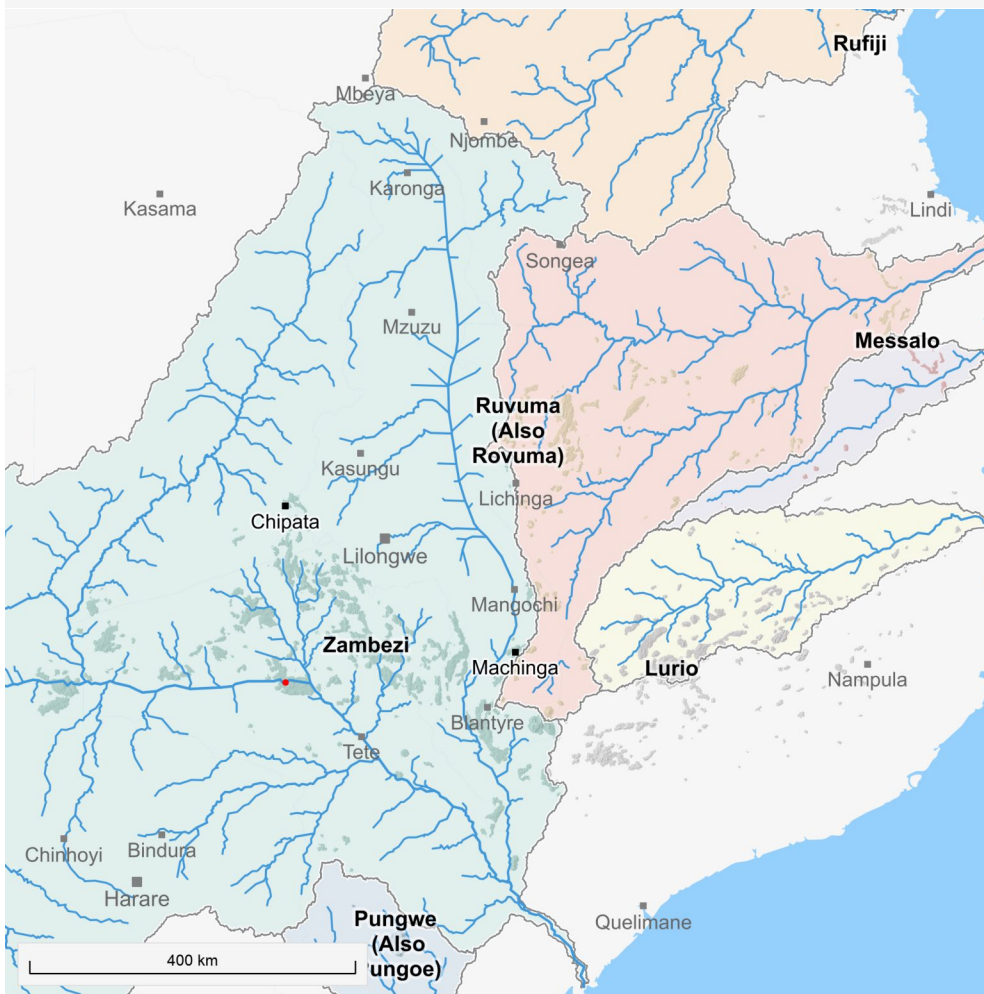 Rufiji
Mbeya
Njombe
Karonga
Kasama
Lindi
Songea
Mzuzu
Messalo
Ruvuma
(Also
Rovuma)
Kasungu
Lichinga
Chipata
Lilongwe
Mangochi
Zambezi
Machinga
Lurio
Nampula
Blantyre
Tete
Chinhoyi
Bindura
Harare
Quelimane
Pungwe
(Also
ungoe)
400 km